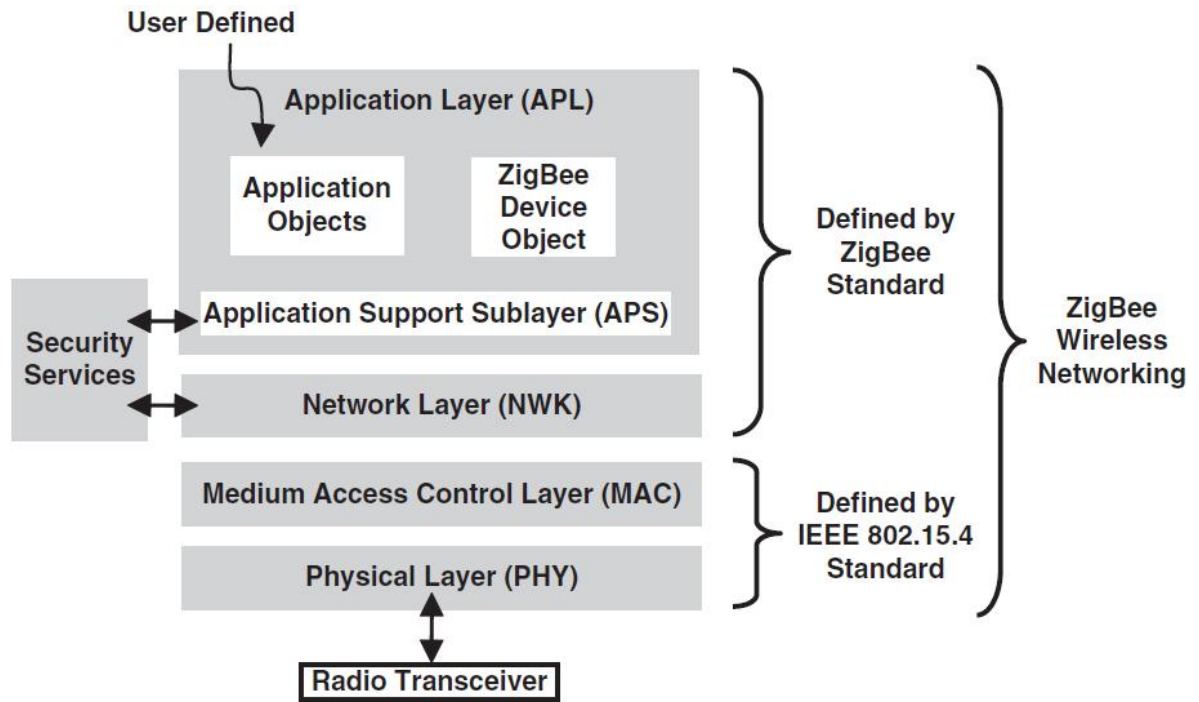 User Defined
Application Layer (APL)
Application
Objects
ZigBee
Device
Object
Application Support Sublayer (APS)
Security
Services
Network Layer (NWK)
Medium Access Control Layer (MAC)
Physical Layer (PHY)
Radio Transceiver
Defined by
ZigBee
Standard
Defined by
IEEE 802.15.4
Standard
ZigBee
Wireless
Networking